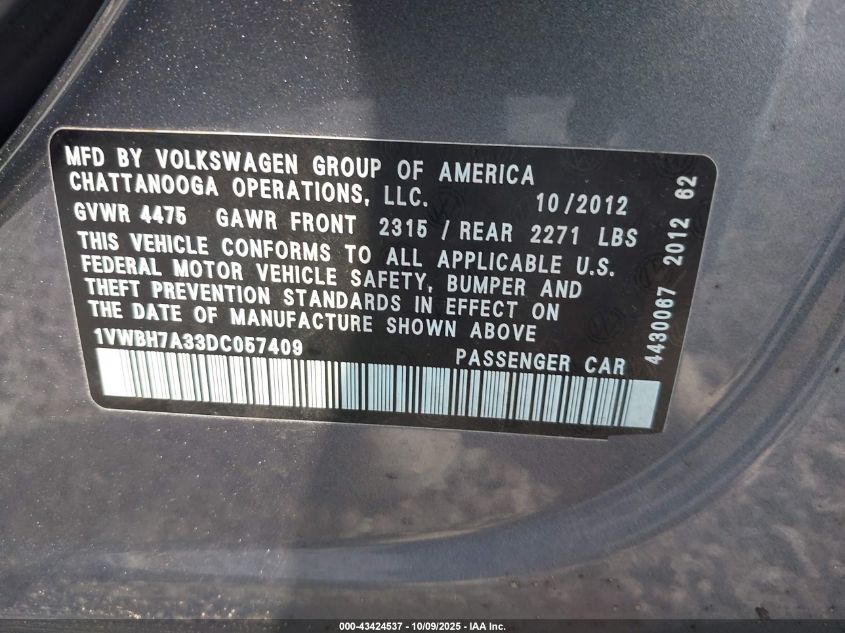 MFD BY VOLKSWAGEN GROUP OF AMERICA
CHATTANOOGA OPERATIONS, LLC. 10/2012
GVWR 4475 GAWR FRONT 2315 / REAR 2271 LBS
THIS VEHICLE CONFORMS TO ALL APPLICABLE U.S.
FEDERAL MOTOR VEHICLE SAFETY, BUMPER AND
THEFT PREVENTION STANDARDS IN EFFECT ON
THE DATE OF MANUFACTURE SHOWN ABOVE
1VWBH7A33DC057409 PASSENGER CAR
4430067 2012 62
000-43424537 - 10/09/2025 - IAA Inc.